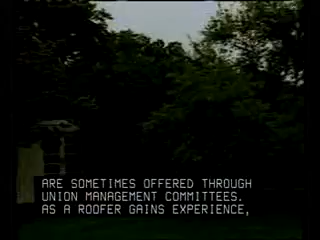 ARE SOMETIMES OFFERED THROUGH
UNION MANAGEMENT COMMITTEES.
AS A ROOFER GAINS EXPERIENCE,